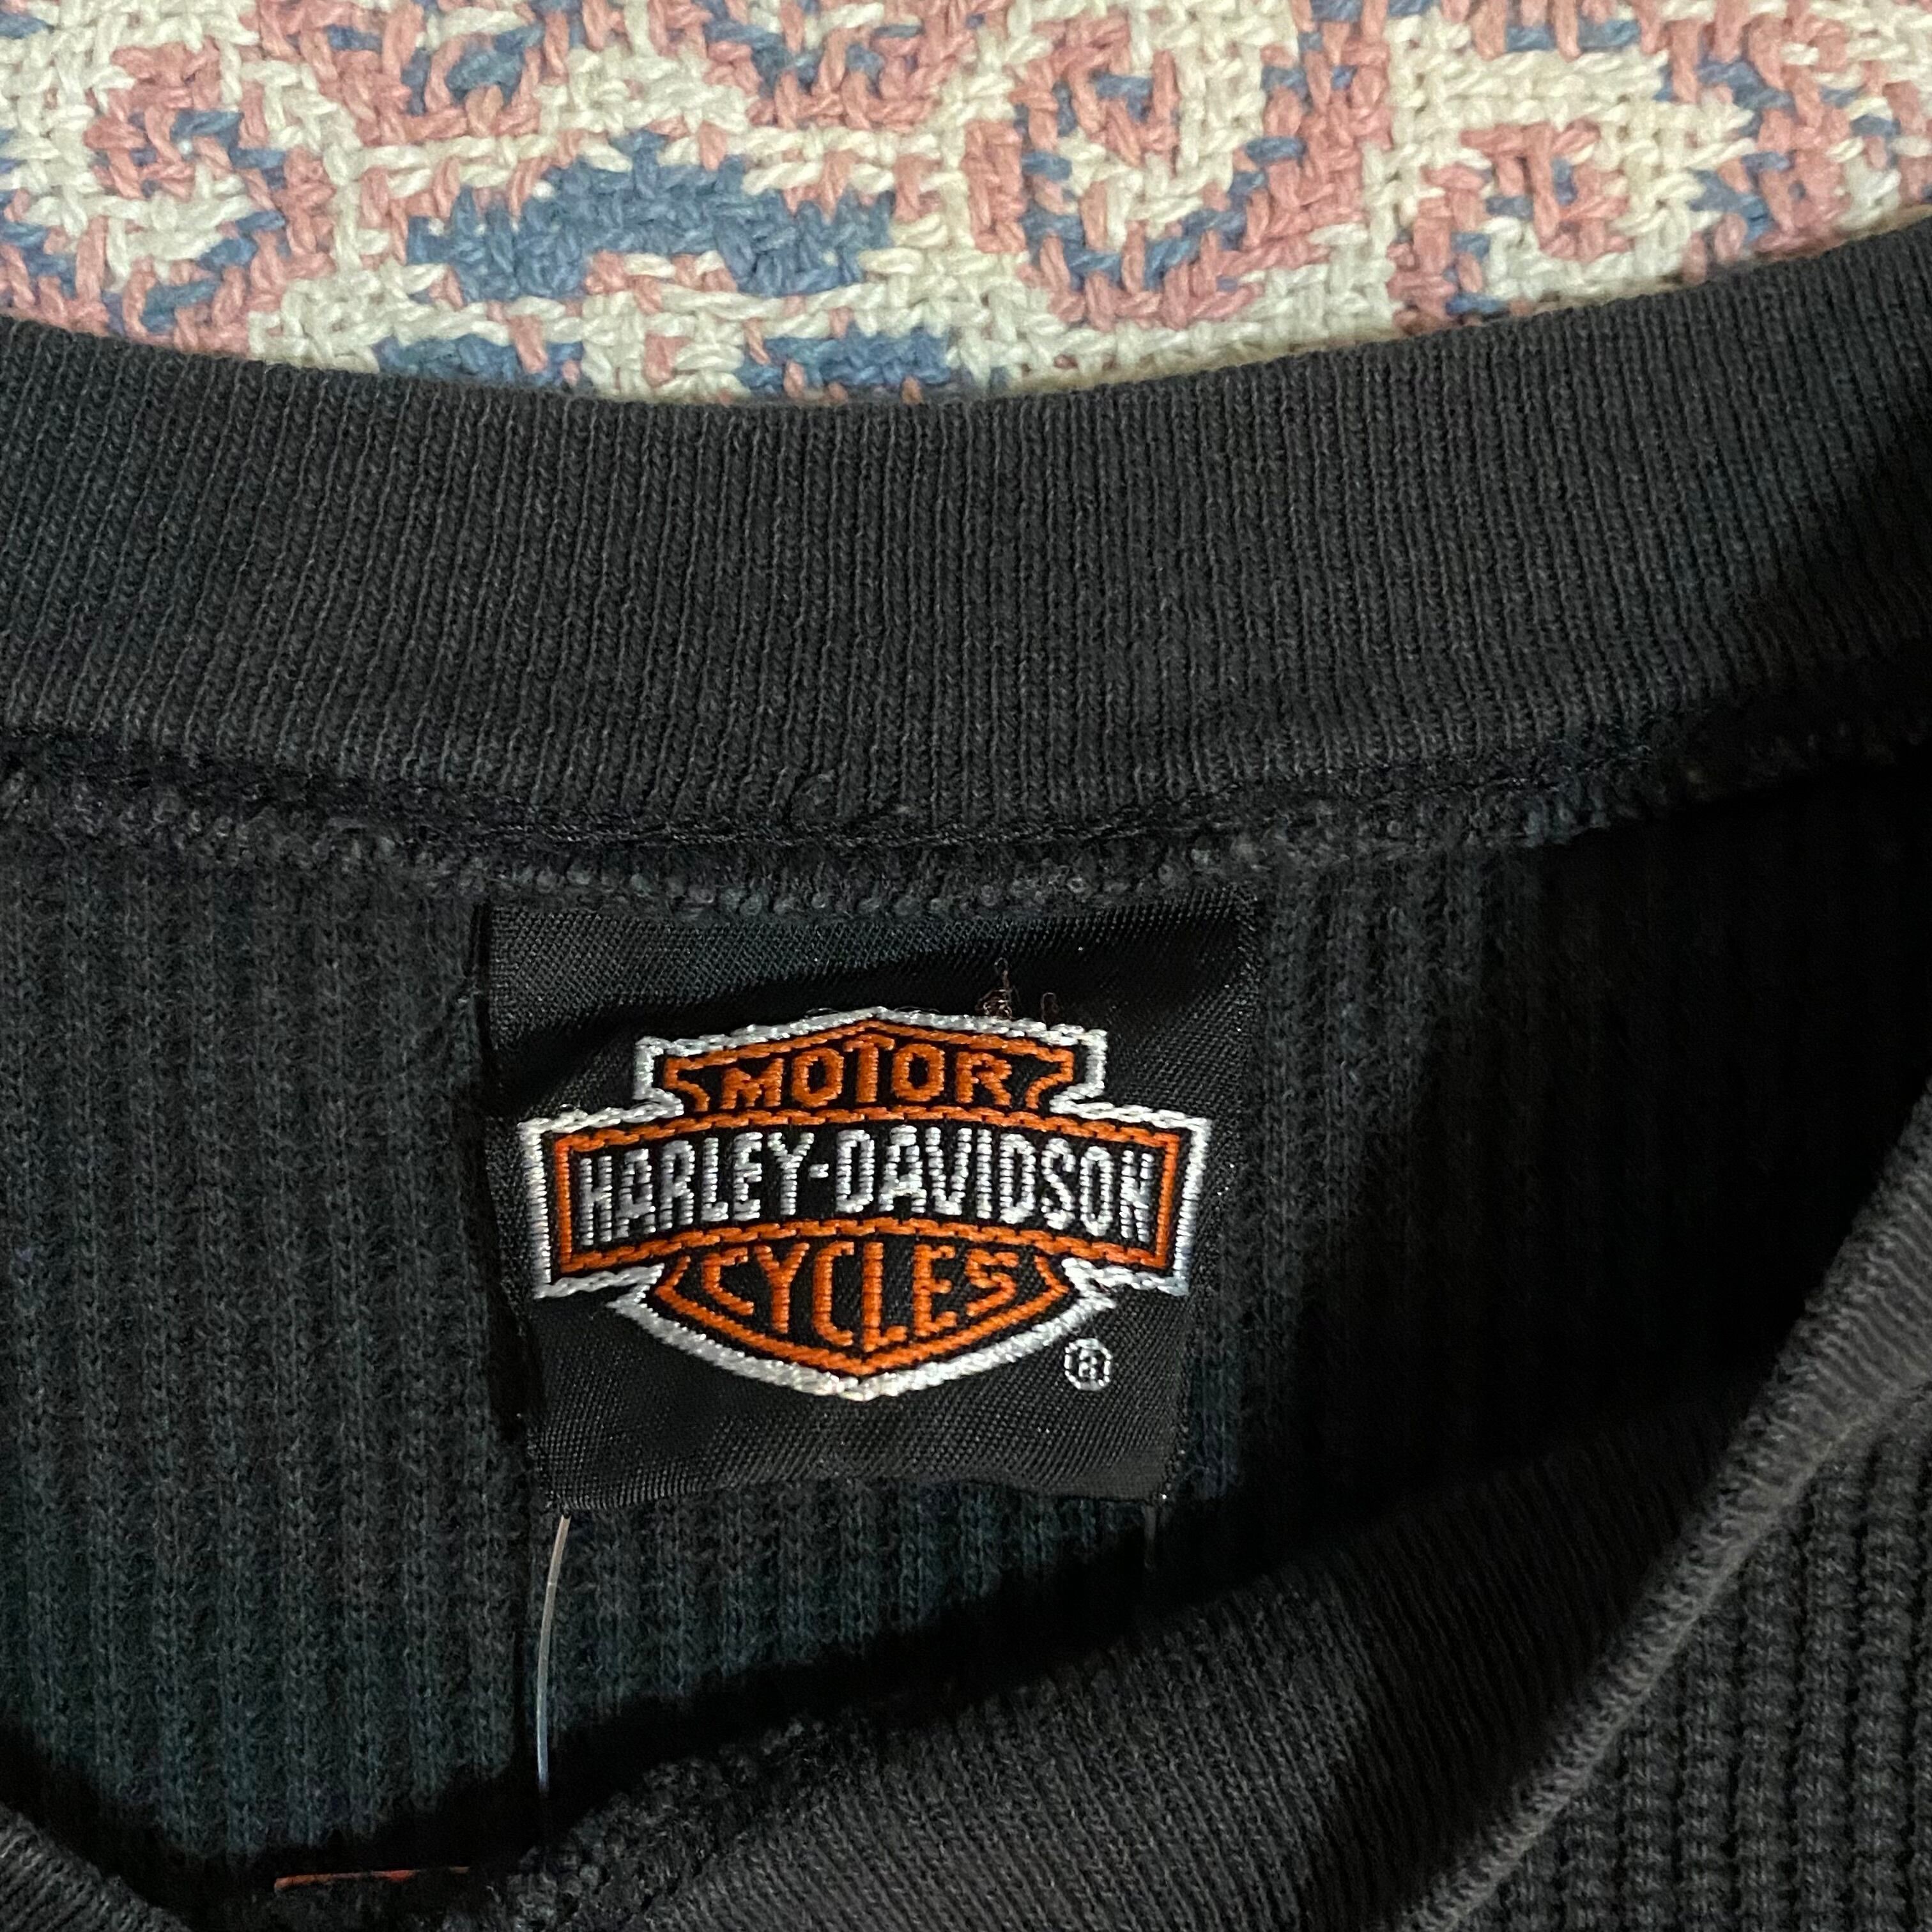 MOTOR
HARLEY-DAVIDSON
CYCLES
®